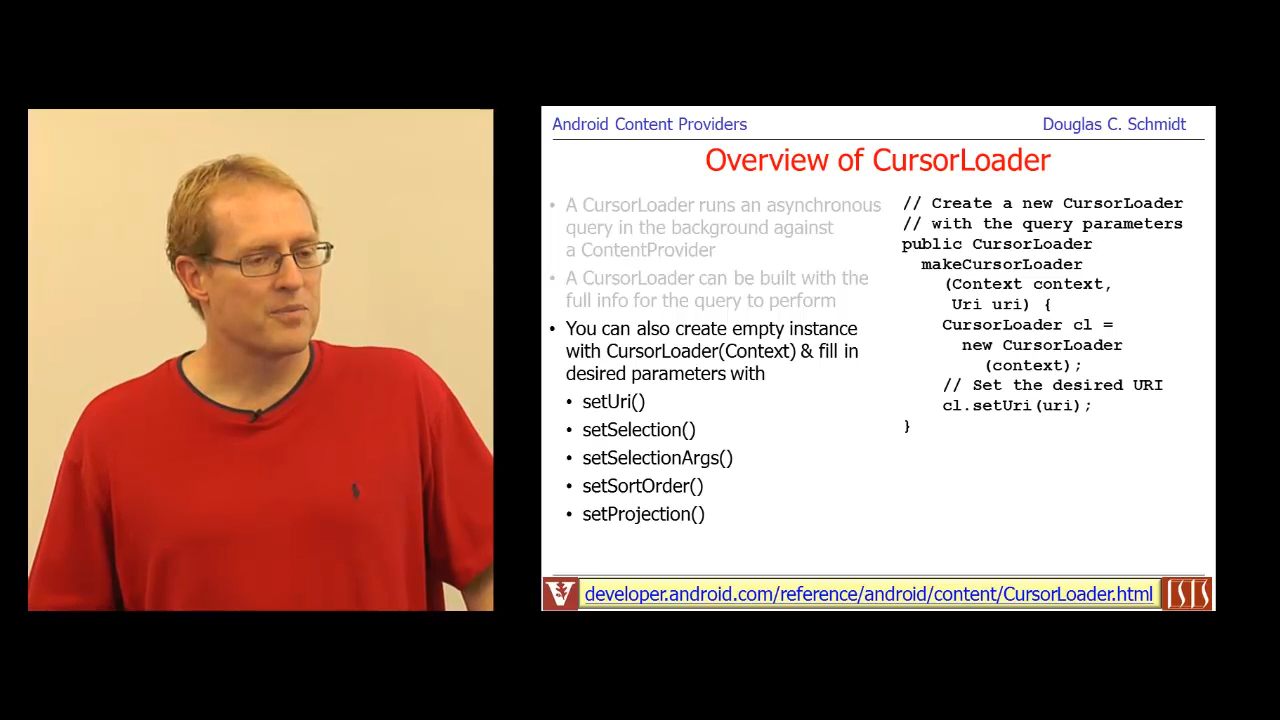 Android Content Providers
Douglas C. Schmidt
Overview of CursorLoader
• A CursorLoader runs an asynchronous
query in the background against
a ContentProvider
• A CursorLoader can be built with the
full info for the query to perform
• You can also create empty instance
with CursorLoader(Context) & fill in
desired parameters with
• setUri()
• setSelection()
• setSelectionArgs()
• setSortOrder()
• setProjection()
// Create a new CursorLoader
// with the query parameters
public CursorLoader
makeCursorLoader
(Context context,
Uri uri) {
CursorLoader cl =
new CursorLoader
(context);
// Set the desired URI
cl.setUri(uri);
}
developer.android.com/reference/android/content/CursorLoader.html
ISIS